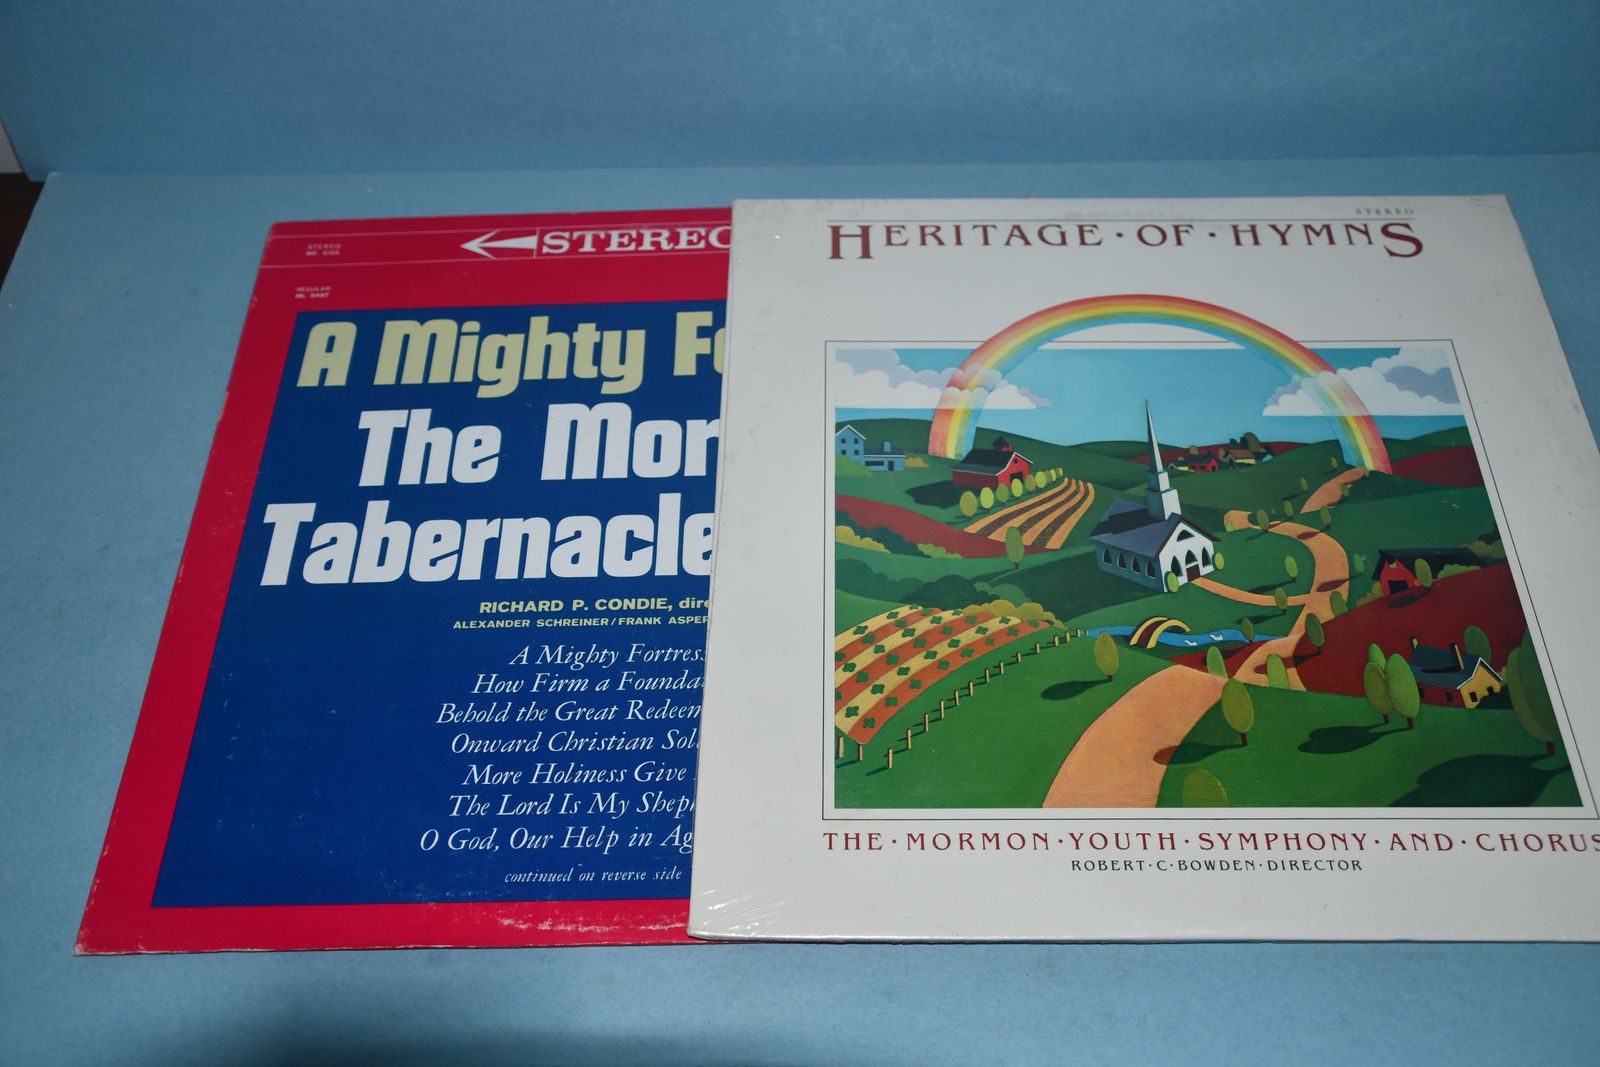 STEREO
MS 6162
REGULAR
ML 5497
STEREO
A Mighty Fo
The Mor
Tabernacle
RICHARD P. CONDIE, dire
ALEXANDER SCHREINER/FRANK ASPER
A Mighty Fortress
How Firm a Founda
Behold the Great Redeem
Onward Christian Sol
More Holiness Give
The Lord Is My Sheph
O God, Our Help in Ag
continued on reverse side
STEREO
HERITAGE·OF·HYMNS
THE·MORMON·YOUTH·SYMPHONY·AND·CHORUS
ROBERT·C·BOWDEN·DIRECTOR